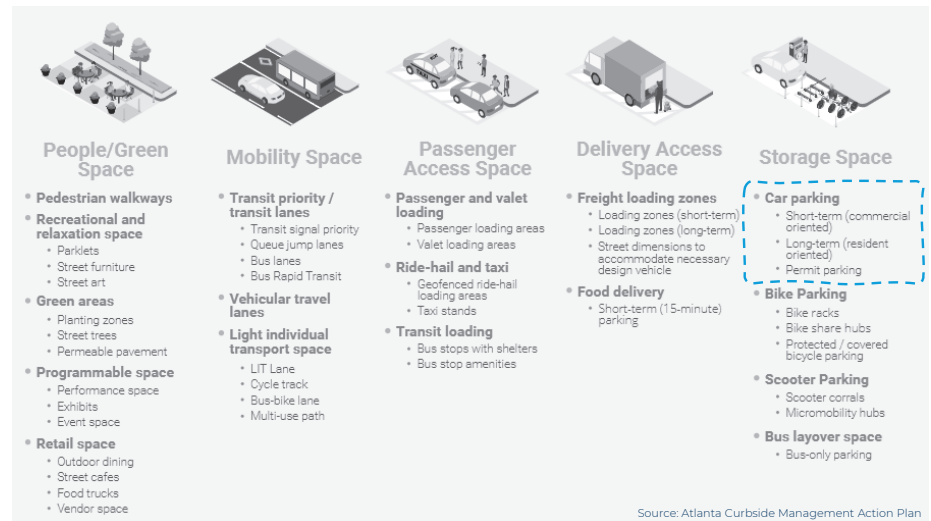 People/Green
Space
• Pedestrian walkways
• Recreational and
relaxation space
• Parklets
• Street furniture
• Street art
• Green areas
• Planting zones
• Street trees
• Permeable pavement
• Programmable space
• Performance space
• Exhibits
• Event space
• Retail space
• Outdoor dining
• Street cafes
• Food trucks
• Vendor space
Mobility Space
• Transit priority /
transit lanes
• Transit signal priority
• Queue jump lanes
• Bus lanes
• Bus Rapid Transit
• Vehicular travel
lanes
• Light individual
transport space
• LIT Lane
• Cycle track
• Bus-bike lane
• Multi-use path
Passenger
Access Space
• Passenger and valet
loading
• Passenger loading areas
• Valet loading areas
• Ride-hail and taxi
• Geofenced ride-hail
loading areas
• Taxi stands
• Transit loading
• Bus stops with shelters
• Bus stop amenities
Delivery Access
Space
• Freight loading zones
• Loading zones (short-term)
• Loading zones (long-term)
• Street dimensions to
accommodate necessary
design vehicle
• Food delivery
• Short-term (15-minute)
parking
Storage Space
• Car parking
• Short-term (commercial
oriented)
• Long-term (resident
oriented)
• Permit parking
• Bike Parking
• Bike racks
• Bike share hubs
• Protected / covered
bicycle parking
• Scooter Parking
• Scooter corrals
• Micromobility hubs
• Bus layover space
• Bus-only parking
Source: Atlanta Curbside Management Action Plan